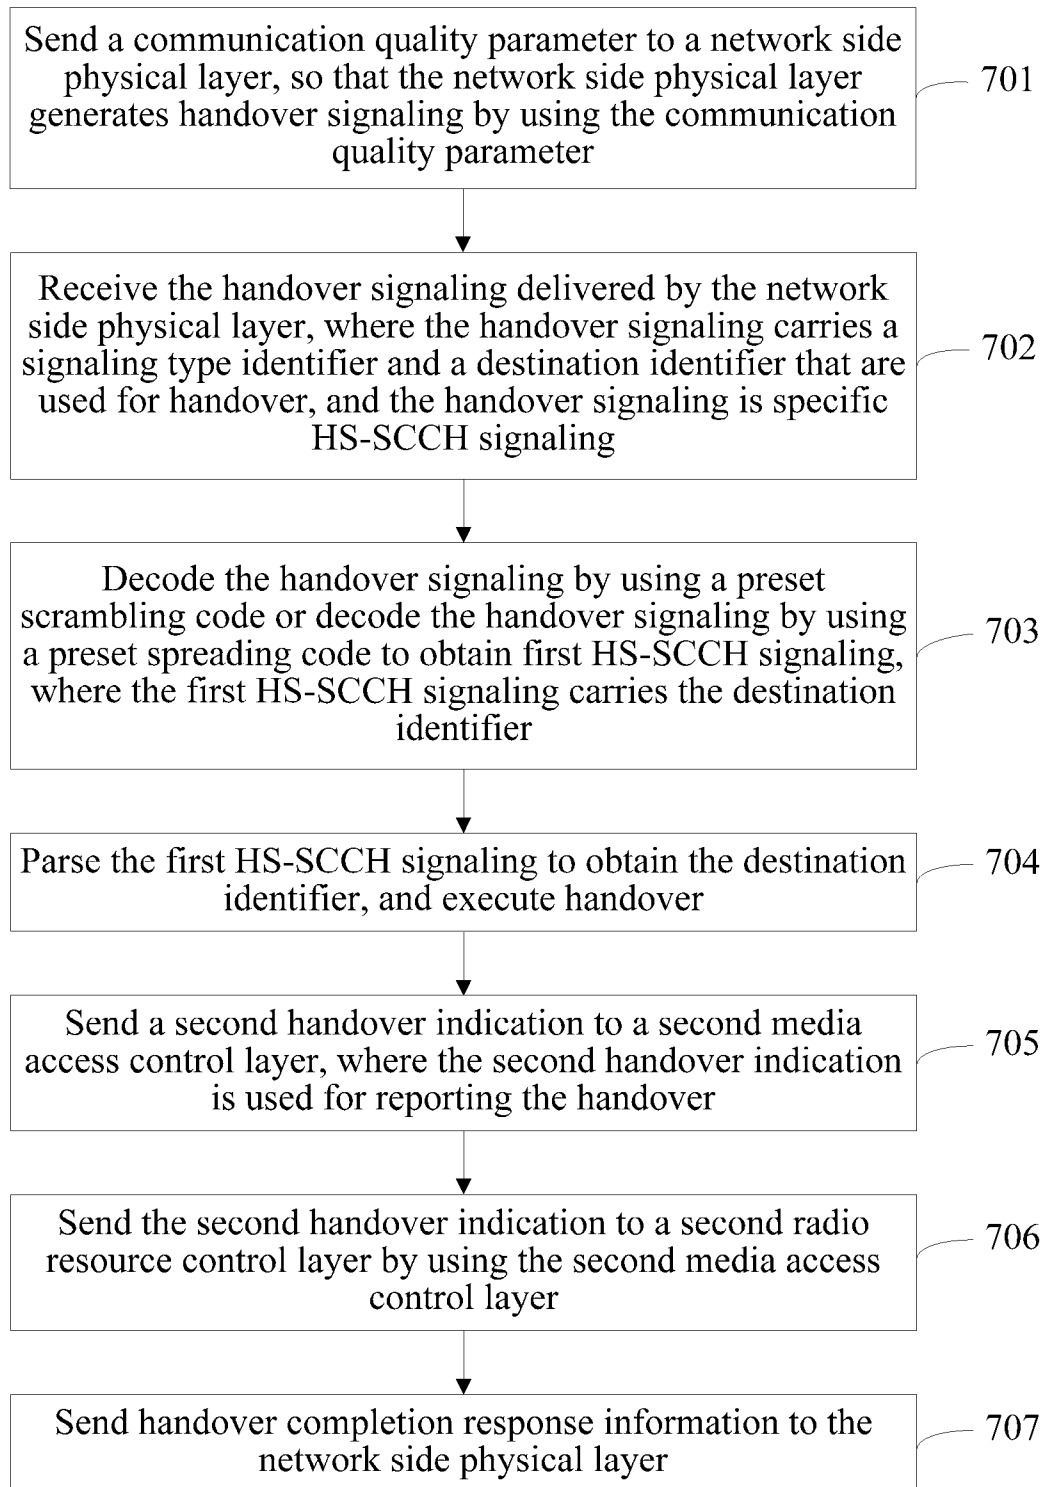 Send a communication quality parameter to a network side
physical layer, so that the network side physical layer
generates handover signaling by using the communication
quality parameter
701
Receive the handover signaling delivered by the network
side physical layer, where the handover signaling carries a
signaling type identifier and a destination identifier that are
used for handover, and the handover signaling is specific
HS-SCCH signaling
702
Decode the handover signaling by using a preset
scrambling code or decode the handover signaling by using
a preset spreading code to obtain first HS-SCCH signaling,
where the first HS-SCCH signaling carries the destination
identifier
703
Parse the first HS-SCCH signaling to obtain the destination
identifier, and execute handover
704
Send a second handover indication to a second media
access control layer, where the second handover indication
is used for reporting the handover
705
Send the second handover indication to a second radio
resource control layer by using the second media access
control layer
706
Send handover completion response information to the
network side physical layer
707